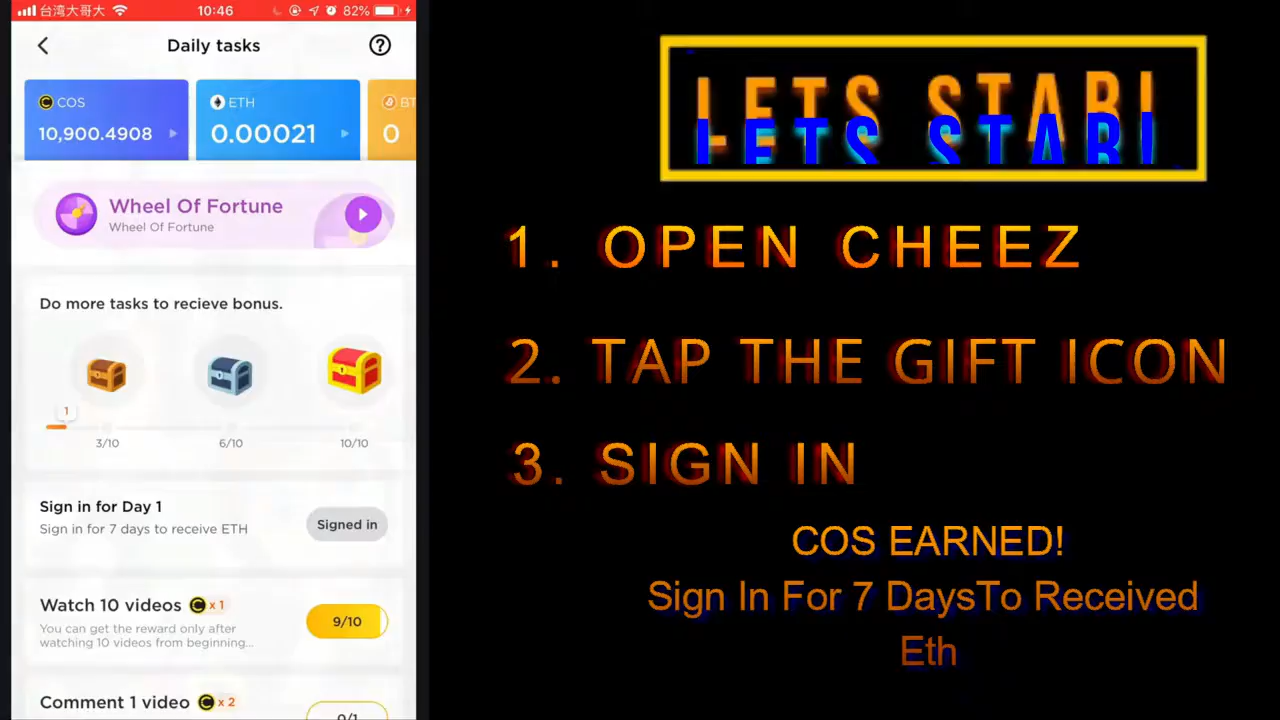 台湾大哥大 10:46 82%
Daily tasks
COS ETH BT
10,900.4908 0.00021 0
Wheel Of Fortune
Wheel Of Fortune
Do more tasks to recieve bonus.
1
3/10 6/10 10/10
Sign in for Day 1
Sign in for 7 days to receive ETH
Signed in
Watch 10 videos x 1
You can get the reward only after
watching 10 videos from beginning...
9/10
Comment 1 video x 2
0/1
LETS START
LETS START
1. OPEN CHEEZ
2. TAP THE GIFT ICON
3. SIGN IN
COS EARNED!
Sign In For 7 DaysTo Received
Eth